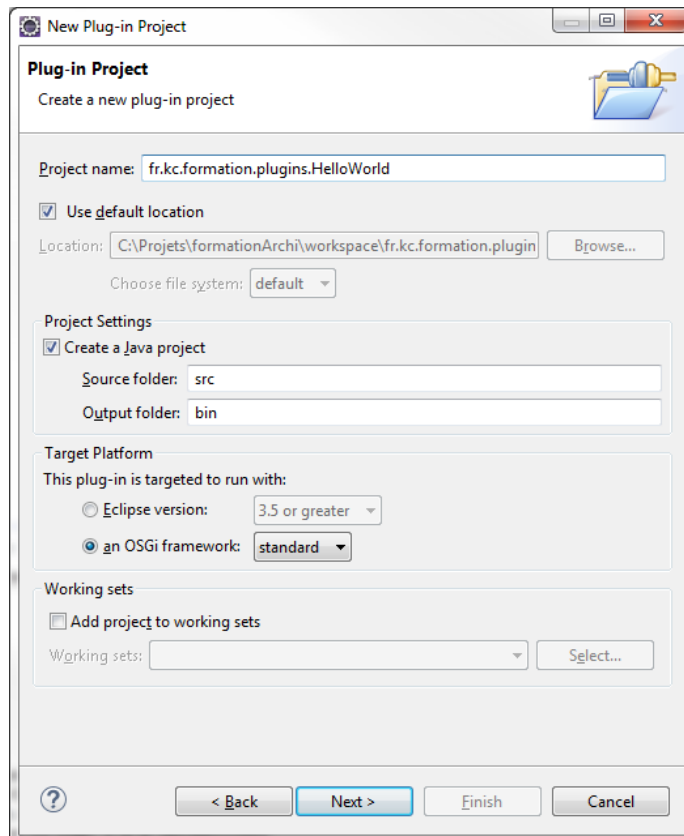 New Plug-in Project
Plug-in Project
Create a new plug-in project
Project name: fr.kc.formation.plugins.HelloWorld
Use default location
Location: C:\Projets\formationArchi\workspace\fr.kc.formation.plugin Browse...
Choose file system: default
Project Settings
Create a Java project
Source folder: src
Output folder: bin
Target Platform
This plug-in is targeted to run with:
Eclipse version: 3.5 or greater
an OSGi framework: standard
Working sets
Add project to working sets
Working sets: Select...
? < Back Next > Finish Cancel